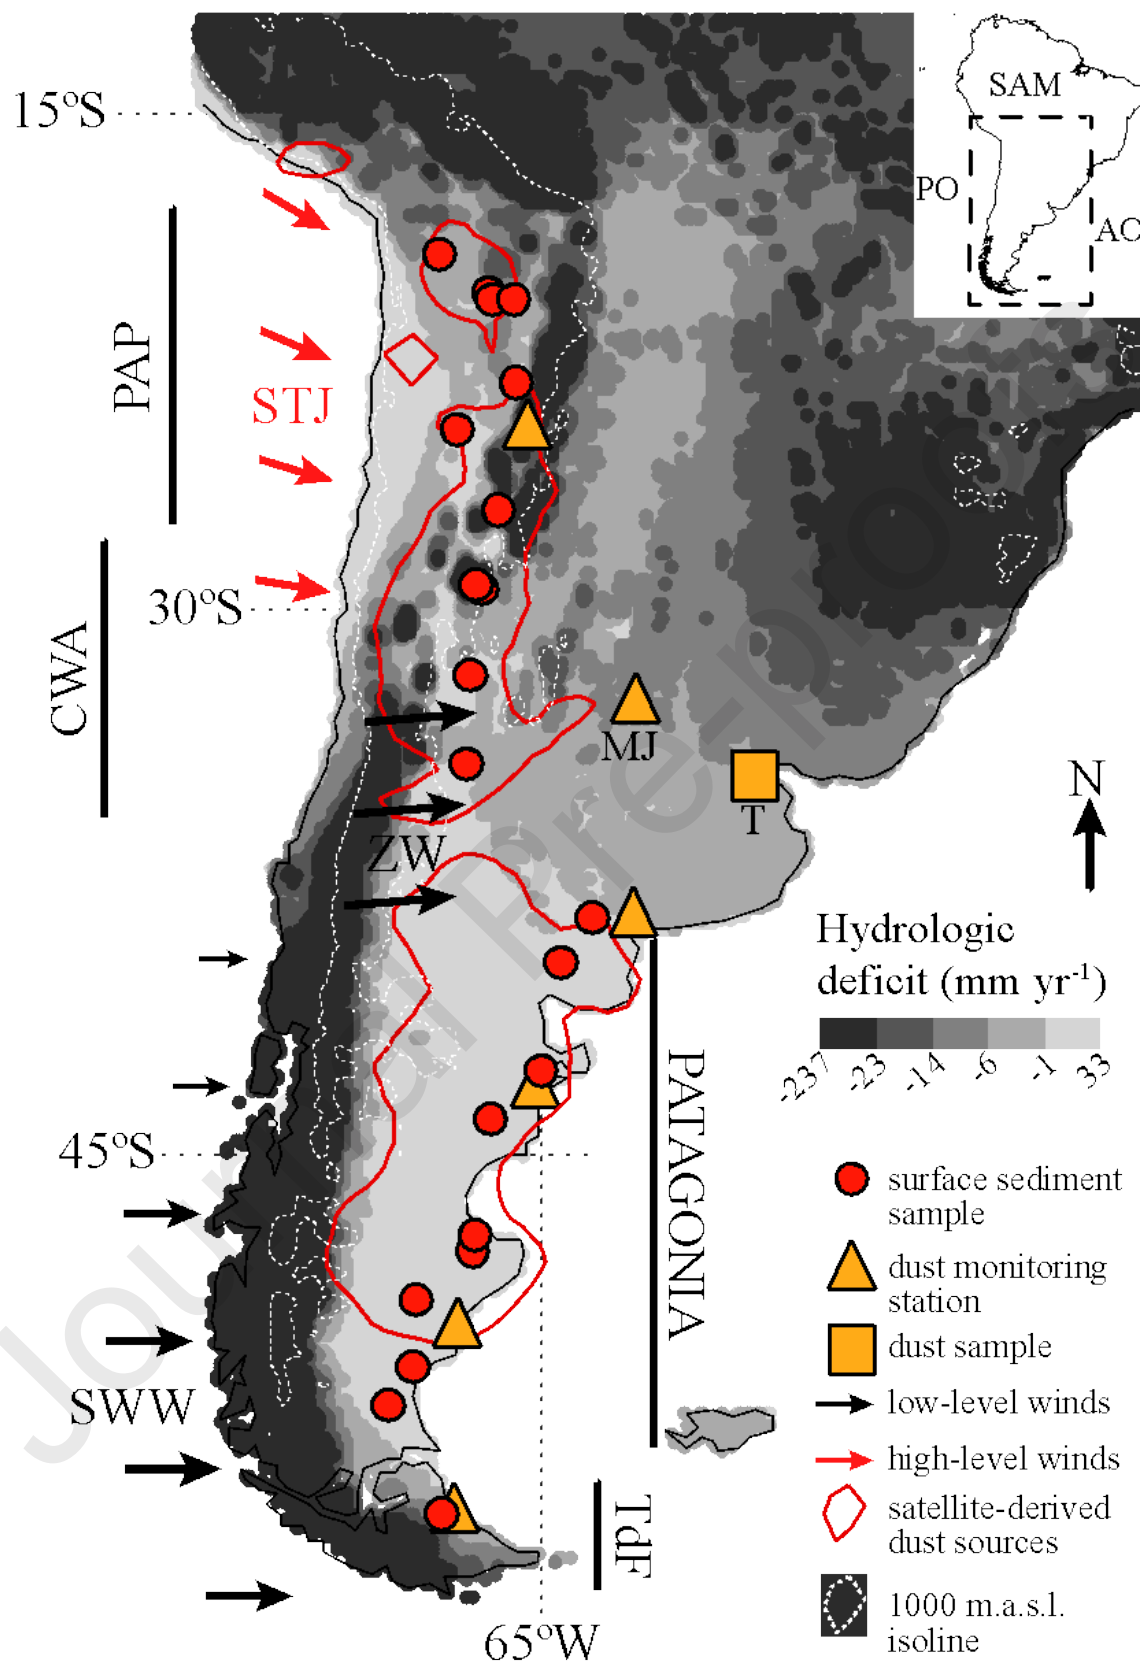 15°S
SAM
PO
AO
PAP
STJ
30°S
CWA
MJ
T
N
ZW
Hydrologic
deficit (mm yr-1)
-237
-23
-14
-6
-1
33
PATAGONIA
45°S
surface sediment
sample
dust monitoring
station
dust sample
SWW
low-level winds
high-level winds
TdF
satellite-derived
dust sources
1000 m.a.s.l.
isoline
65°W
Journal Pre-proof